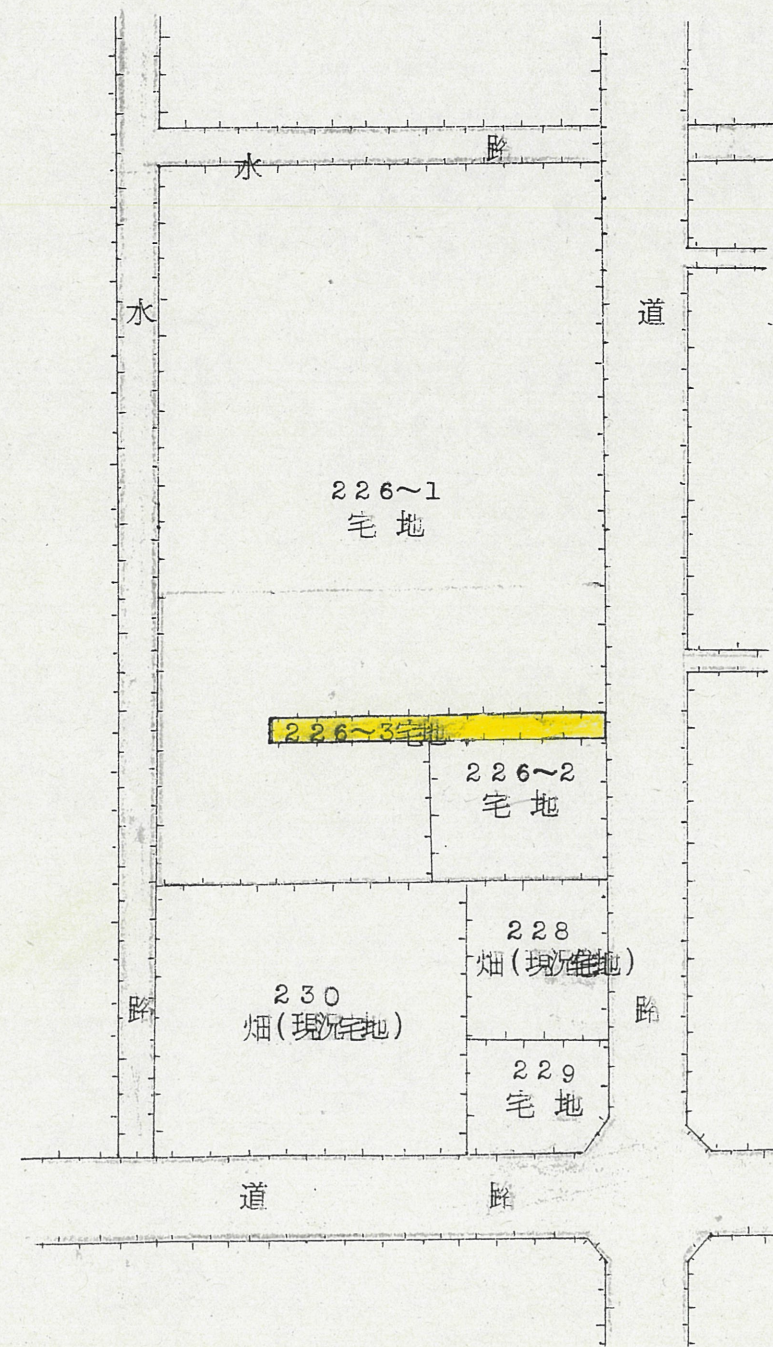 水 路
水
道
226～1
宅 地
226～3宅地
226～2
宅 地
228
畑(現況宅地)
230
畑(現況宅地)
路
路
229
宅 地
道 路